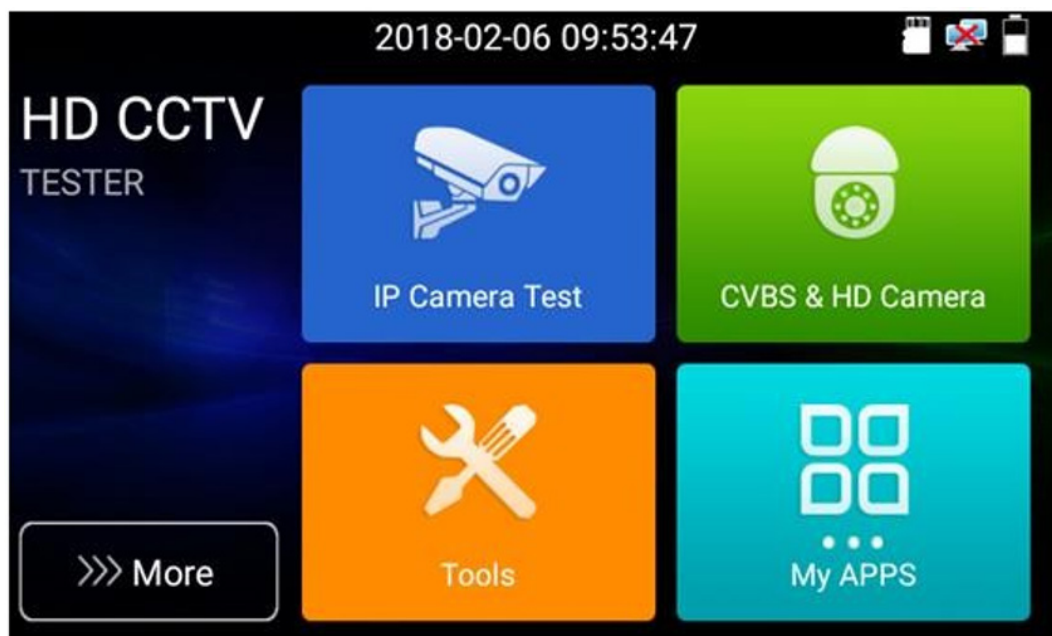 2018-02-06 09:53:47
HD CCTV
TESTER
IP Camera Test
CVBS & HD Camera
Tools
My APPS
>>> More